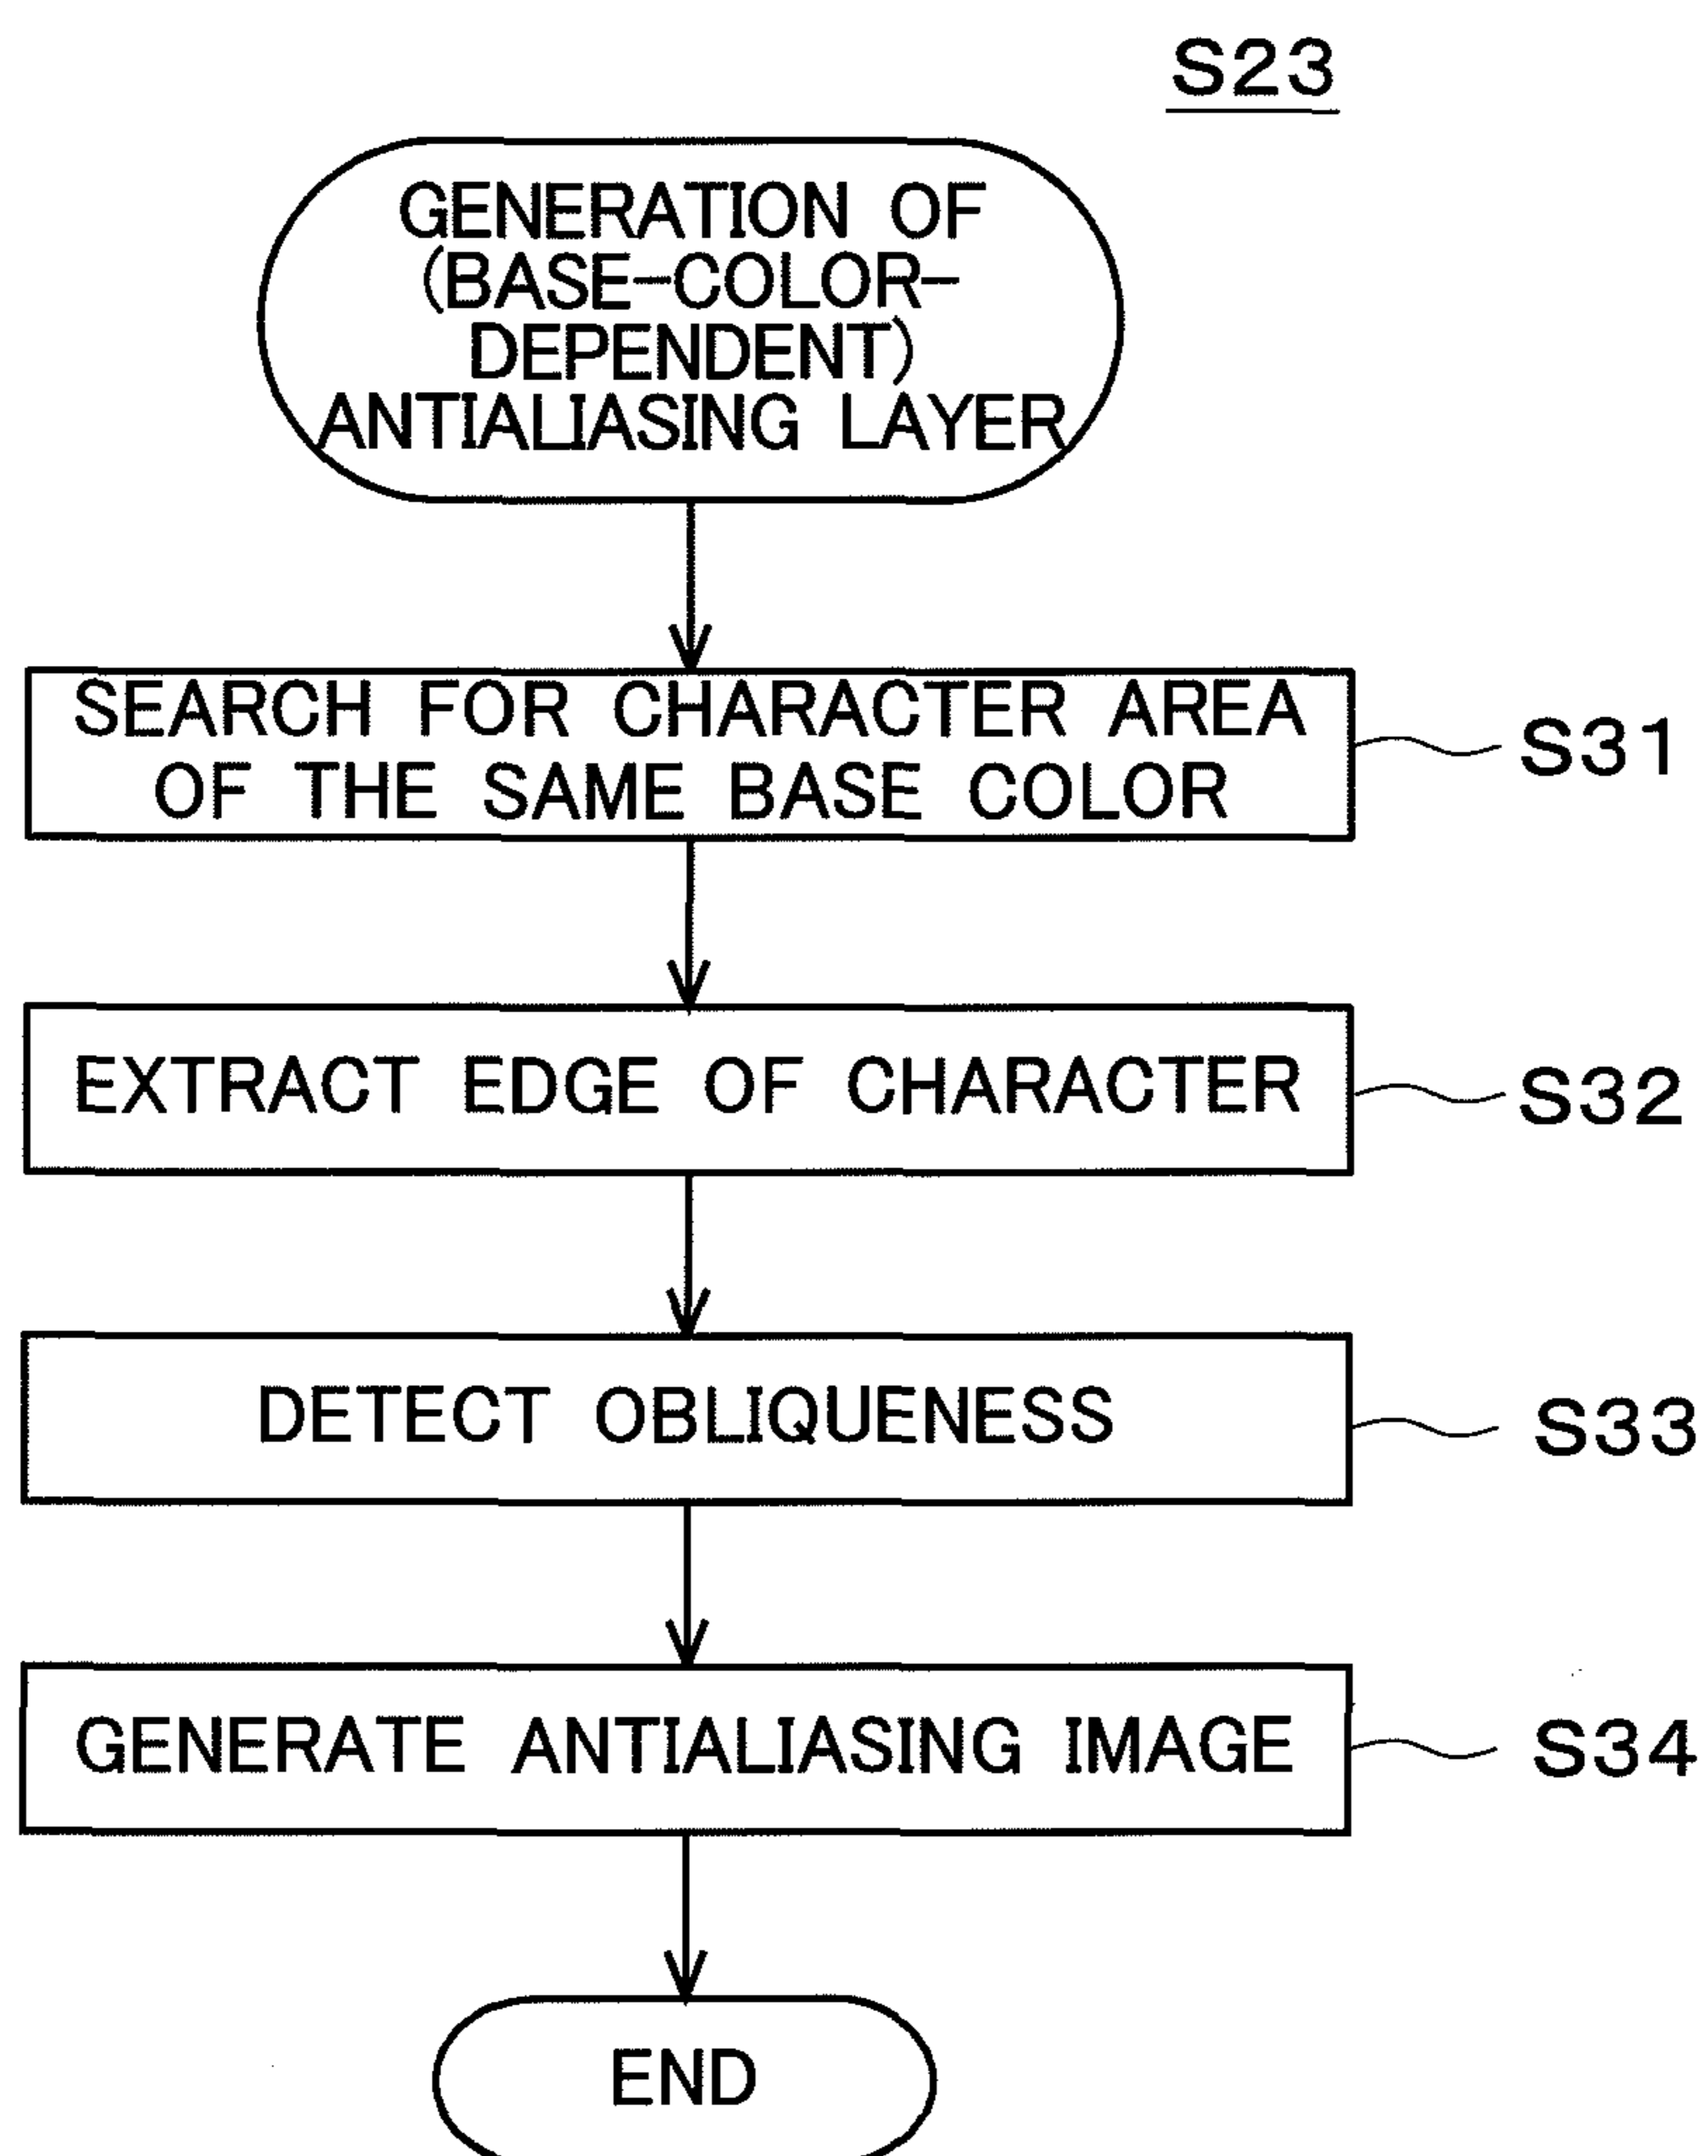 S23
GENERATION OF
(BASE-COLOR-
DEPENDENT)
ANTIALIASING LAYER
SEARCH FOR CHARACTER AREA
OF THE SAME BASE COLOR
S31
EXTRACT EDGE OF CHARACTER
S32
DETECT OBLIQUENESS
S33
GENERATE ANTIALIASING IMAGE
S34
END